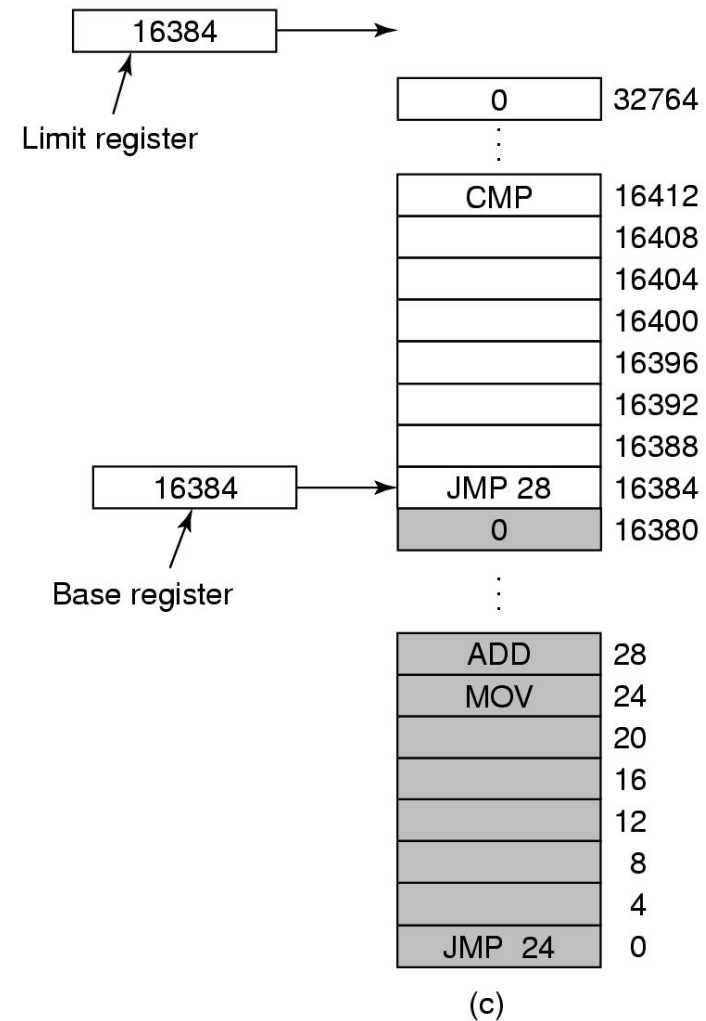 16384
Limit register
0 32764
CMP 16412
16408
16404
16400
16396
16392
16388
16384 JMP 28 16384
0 16380
Base register
ADD 28
MOV 24
20
16
12
8
4
JMP 24 0
(c)